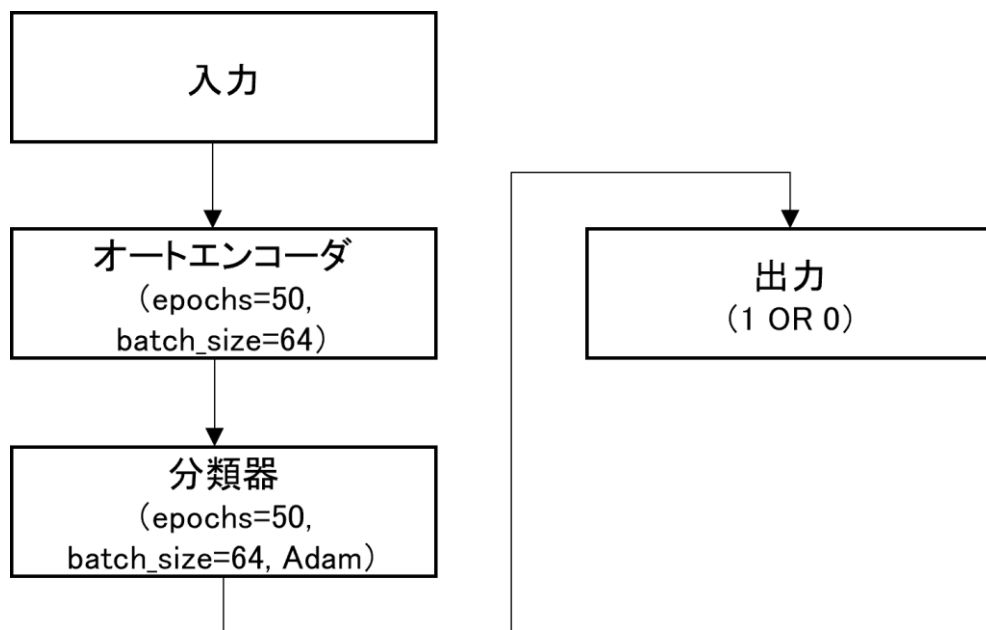 入力
オートエンコーダ
（epochs=50,
batch_size=64）
分類器
（epochs=50,
batch_size=64, Adam）
出力
（1 OR 0）